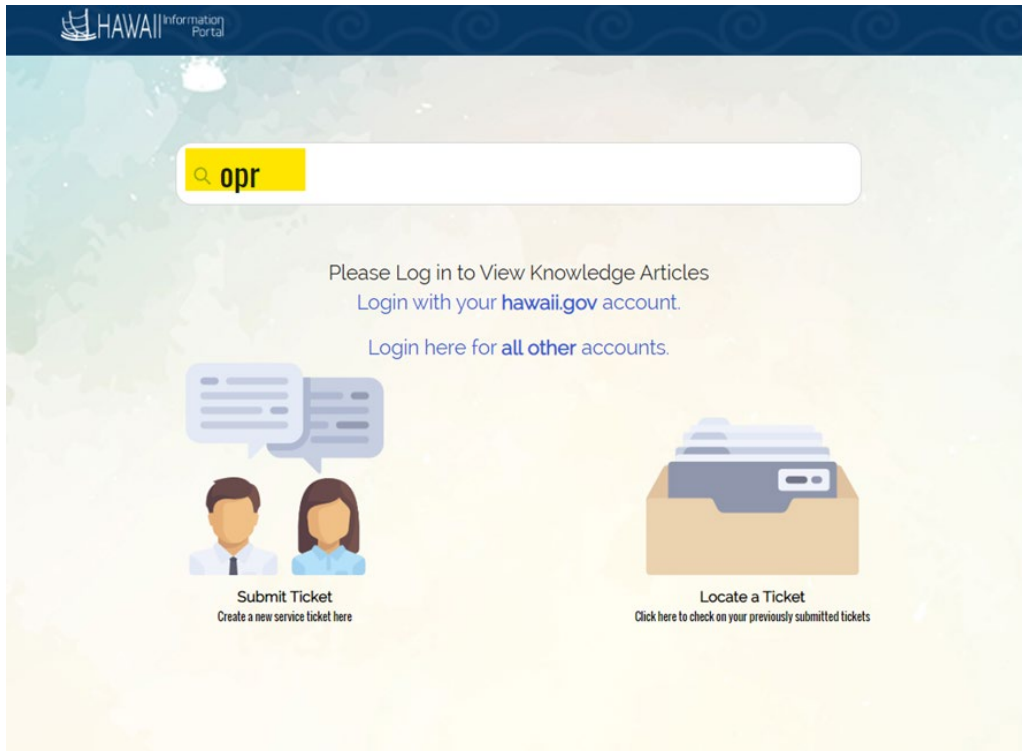 HAWAII Information
Portal
opr
Please Log in to View Knowledge Articles
Login with your hawaii.gov account.
Login here for all other accounts.
Submit Ticket
Create a new service ticket here
Locate a Ticket
Click here to check on your previously submitted tickets